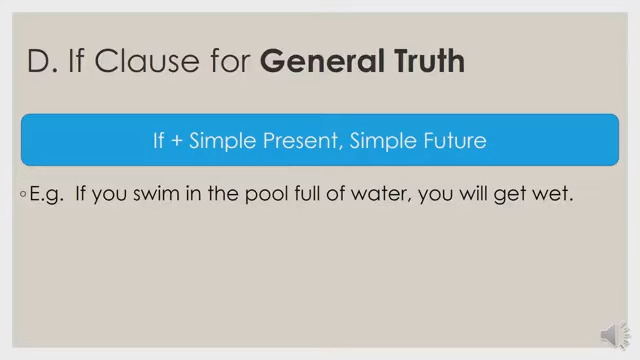 D. If Clause for General Truth
If + Simple Present, Simple Future
E.g. If you swim in the pool full of water, you will get wet.